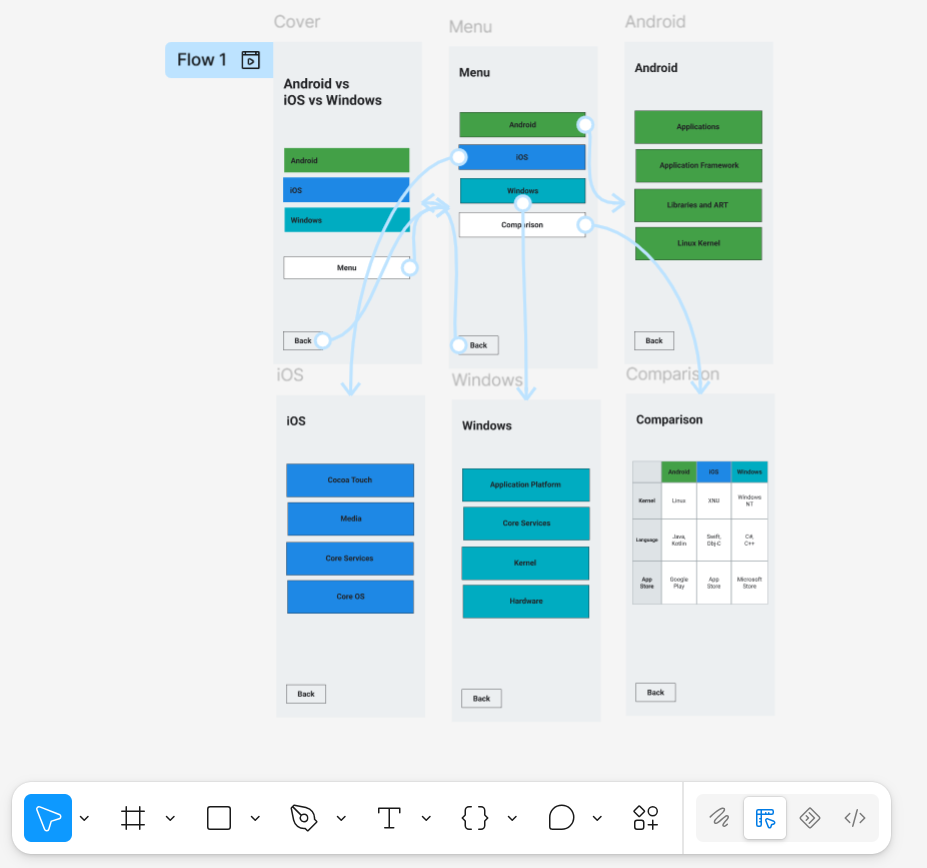 Cover
Menu
Android
Flow 1
Android vs
iOS vs Windows
Android
iOS
Windows
Menu
Back
Menu
Android
iOS
Windows
Comparison
Back
Android
Applications
Application Framework
Libraries and ART
Linux Kernel
Back
iOS
Windows
Comparison
iOS
Cocoa Touch
Media
Core Services
Core OS
Back
Windows
Application Platform
Core Services
Kernel
Hardware
Back
Comparison
Android iOS Windows
Kernel Linux XNU Windows
NT
Language Java, Swift, C#,
Kotlin Obj-C C++
App Google App Microsoft
Store Play Store Store
Back
T
{}
</>